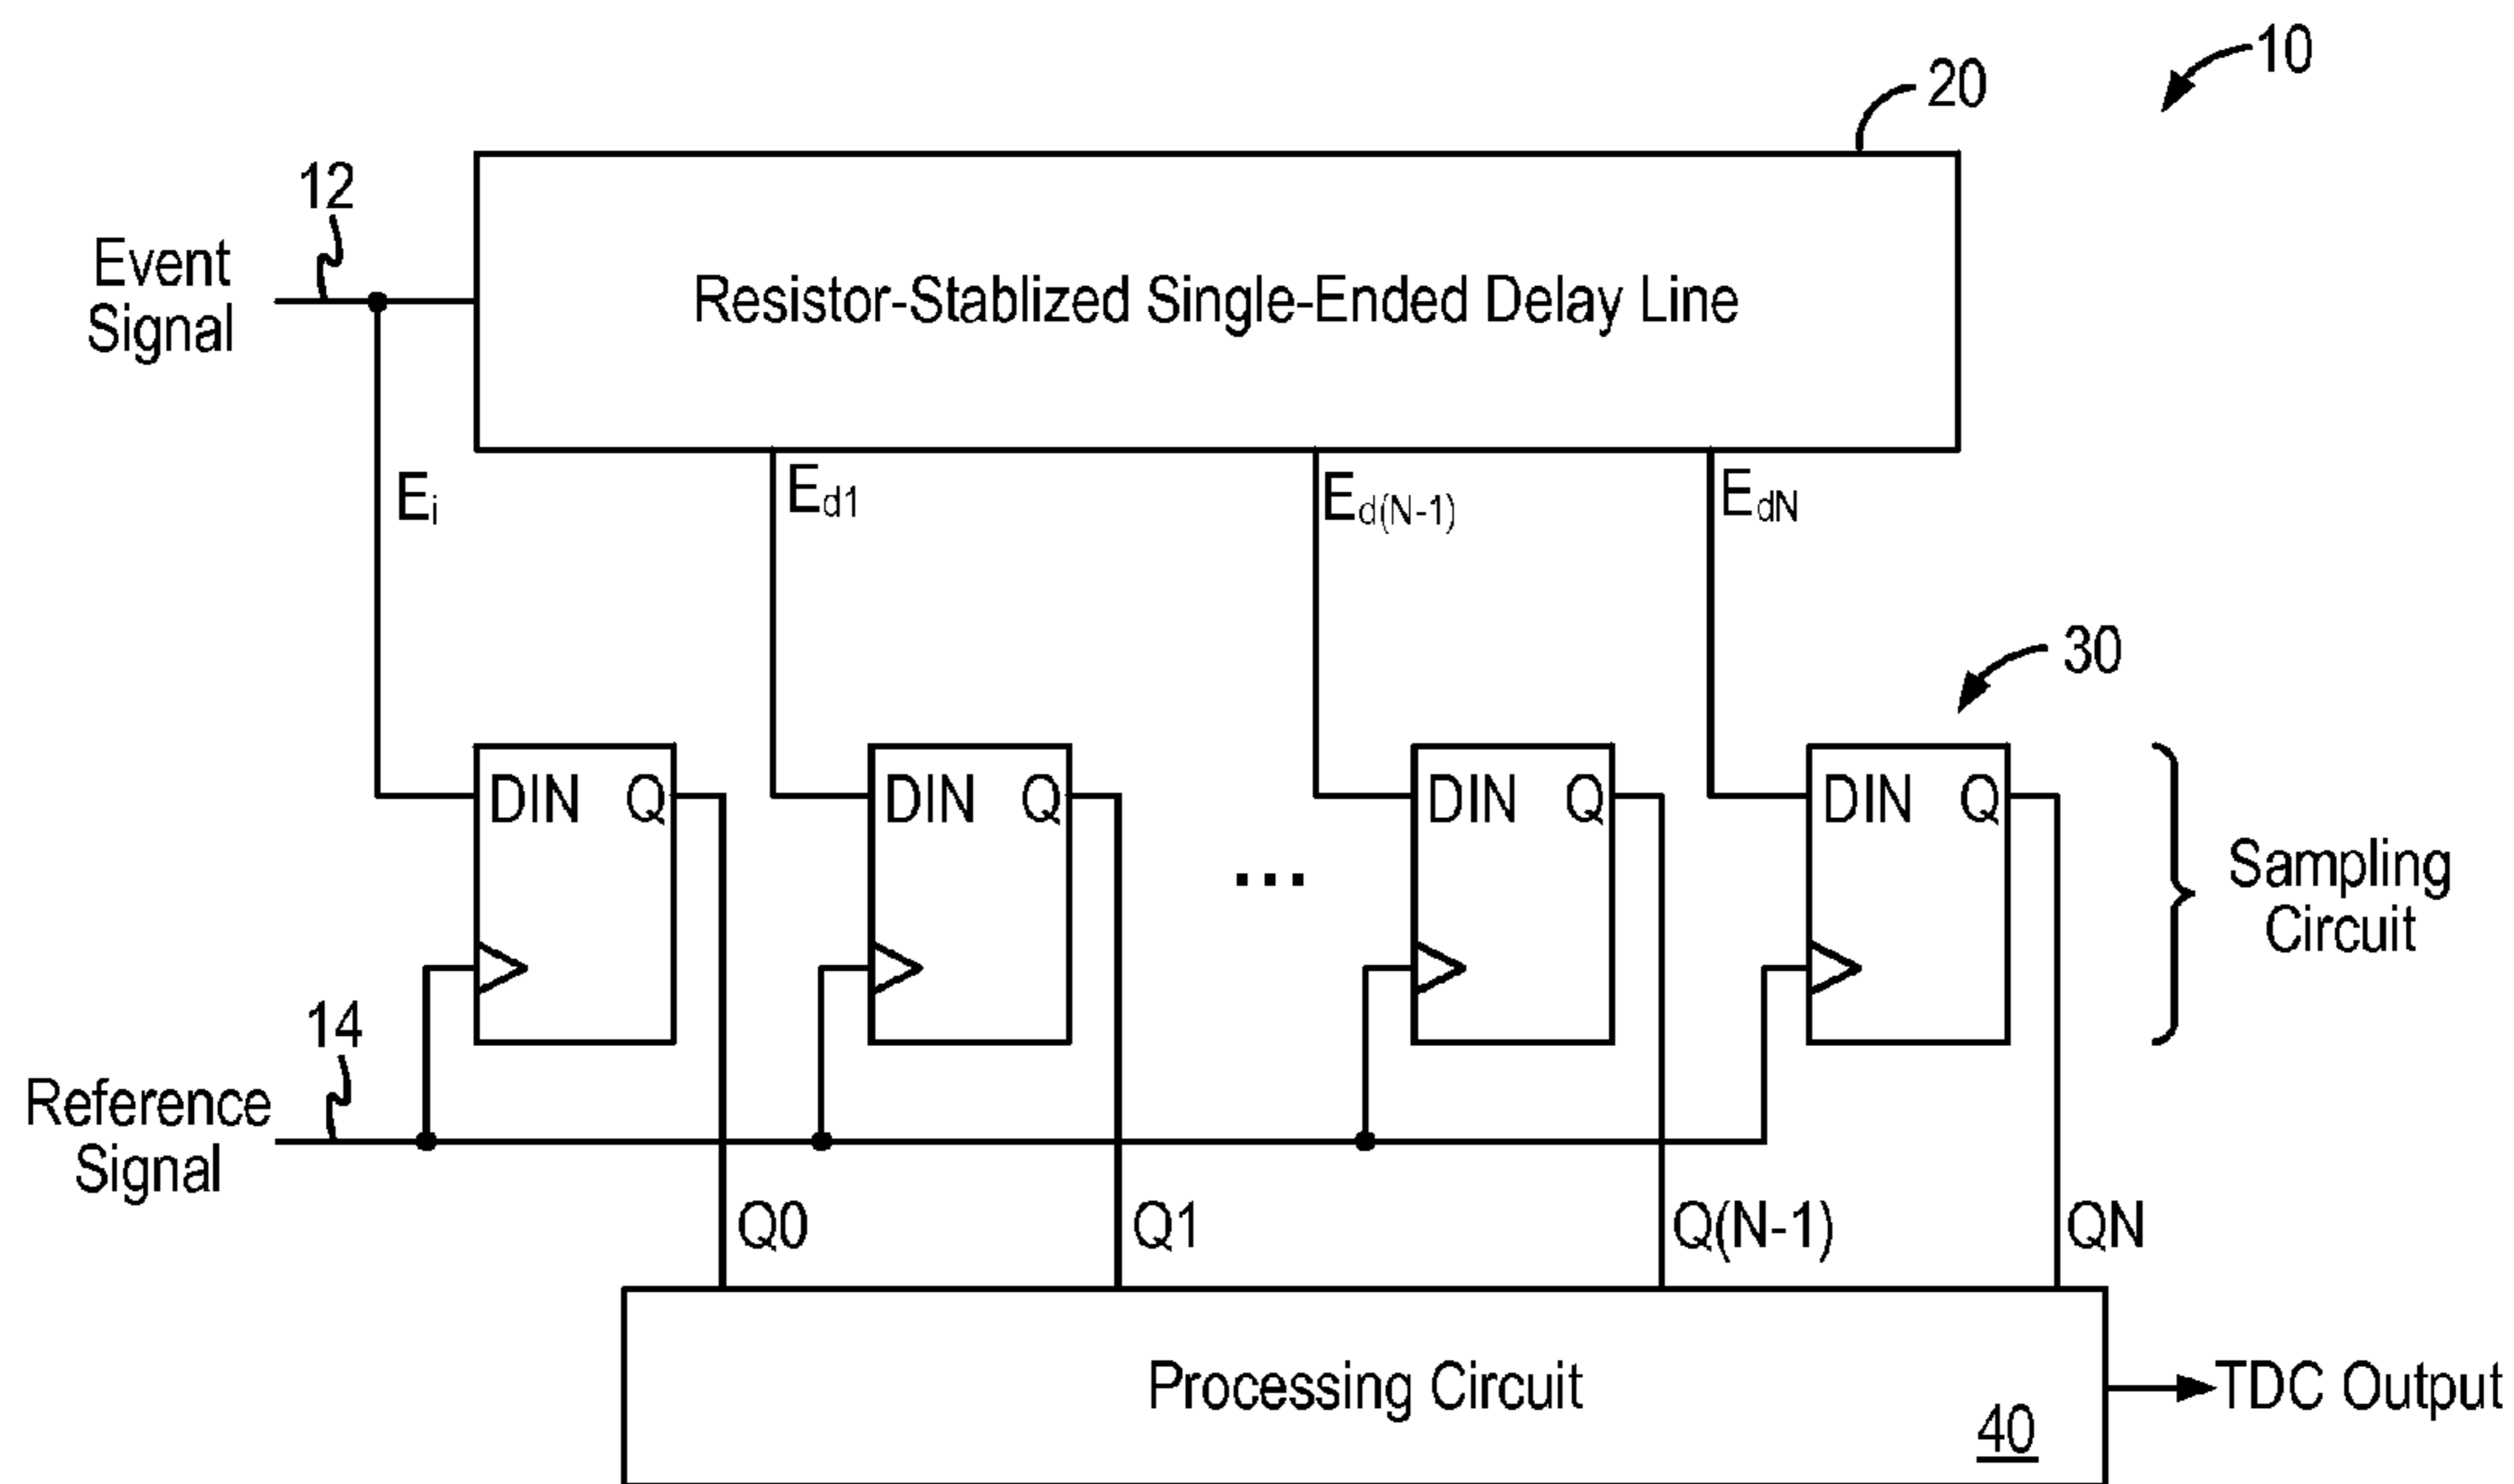 10
20
12
Event
Signal
Resistor-Stablized Single-Ended Delay Line
Ei
Ed1
Ed(N-1)
EdN
30
DIN Q
DIN Q
...
DIN Q
DIN Q
Sampling
Circuit
14
Reference
Signal
Q0
Q1
Q(N-1)
QN
Processing Circuit
40
TDC Output